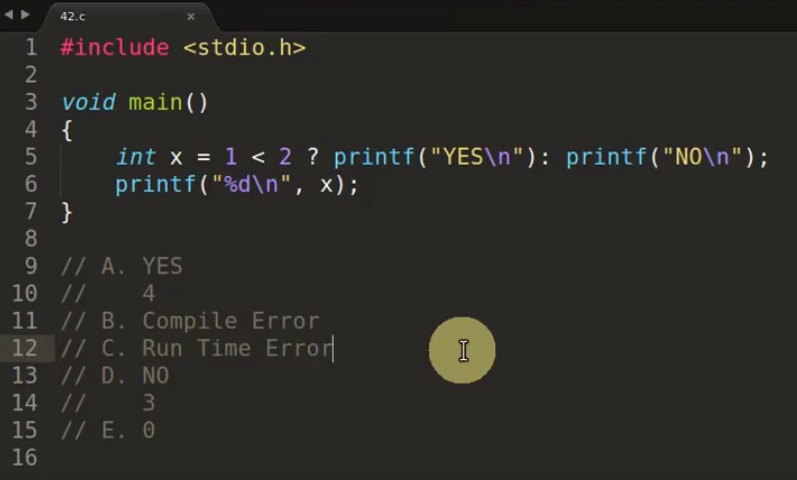 42.c ×
1 #include <stdio.h>
2
3 void main()
4 {
5 int x = 1 < 2 ? printf("YES\n"): printf("NO\n");
6 printf("%d\n", x);
7 }
8
9 // A. YES
10 // 4
11 // B. Compile Error
12 // C. Run Time Error
13 // D. NO
14 // 3
15 // E. 0
16